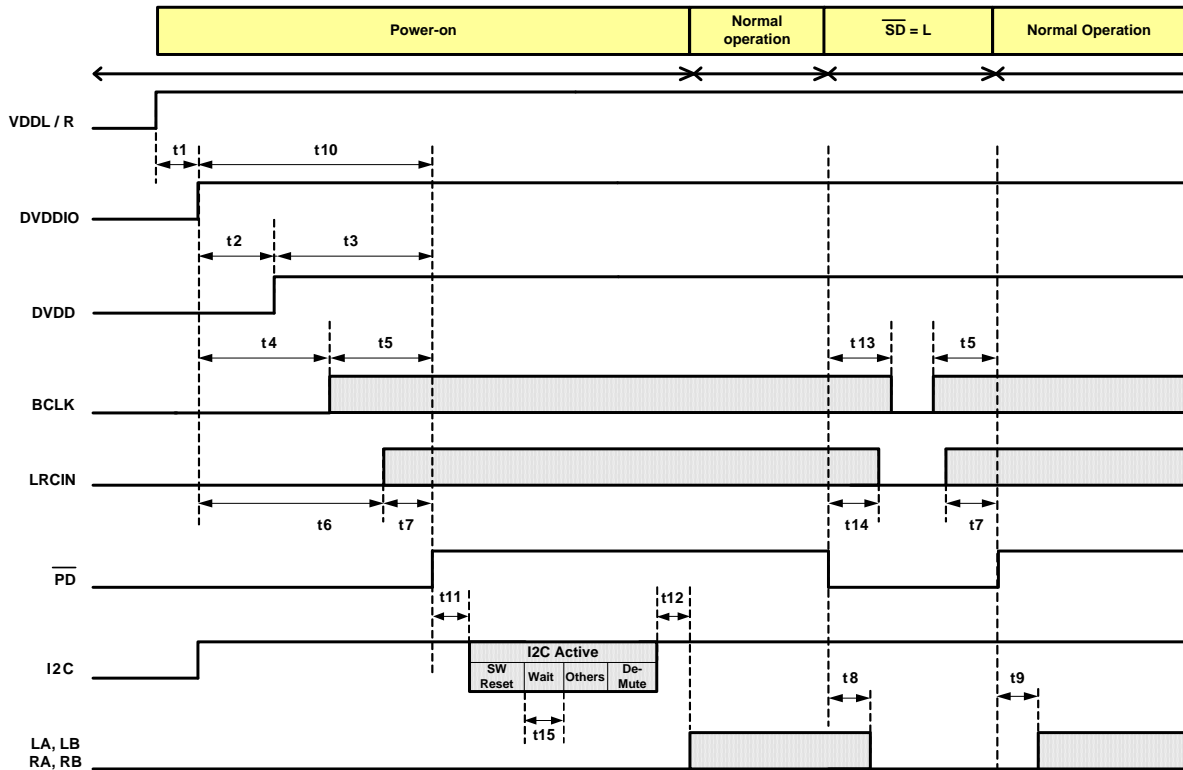 Power-on
Normal
operation
SD = L
Normal Operation
VDDL / R
t1
t10
DVDDIO
t2
t3
DVDD
t4
t5
t13
t5
BCLK
LRCIN
t6
t7
t14
t7
PD
t11
t12
I2C
I2C Active
SW
Reset
Wait
Others
De-
Mute
t8
t9
t15
LA, LB
RA, RB